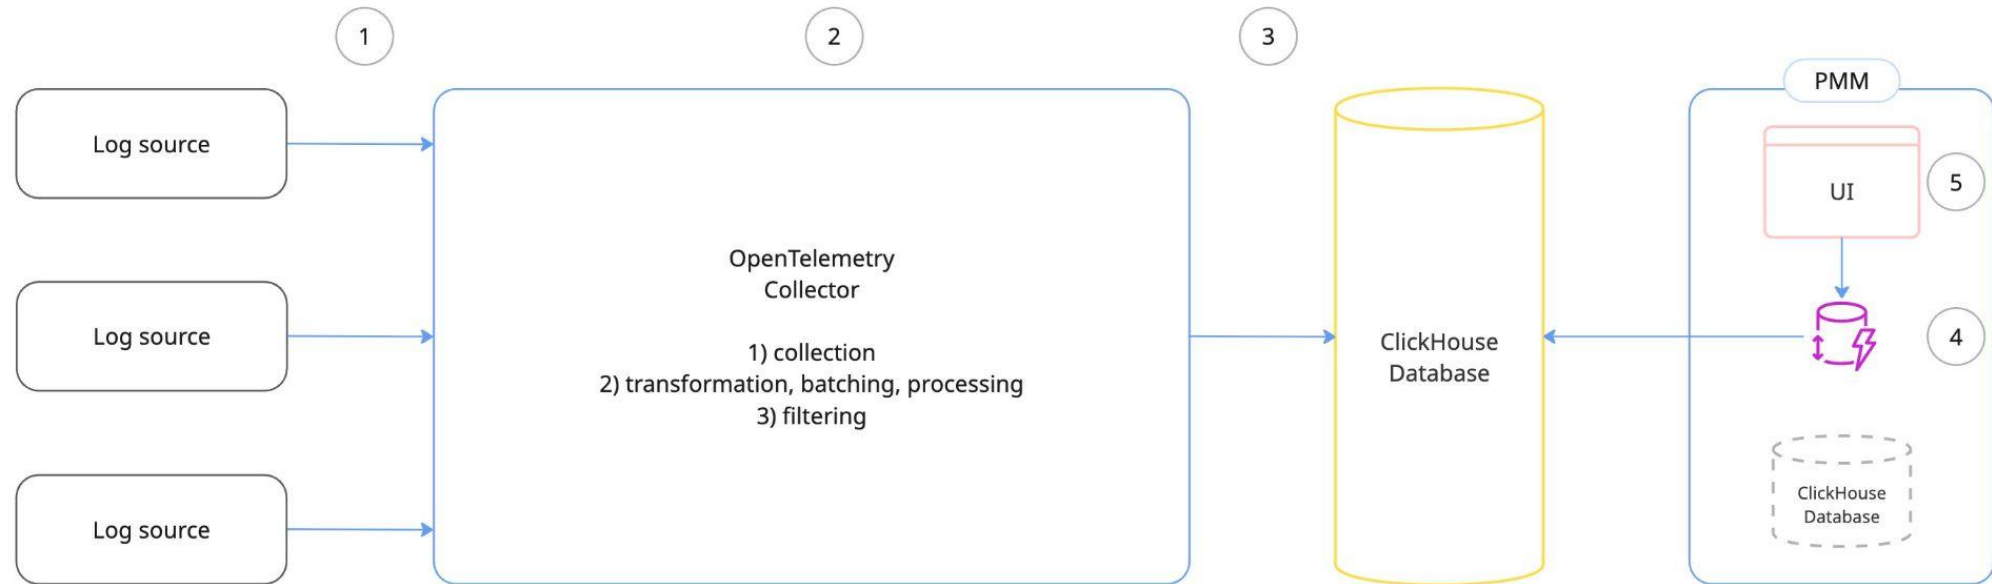 1
2
3
PMM
Log source
UI
5
OpenTelemetry
Collector
Log source
1) collection
2) transformation, batching, processing
3) filtering
ClickHouse
Database
4
Log source
ClickHouse
Database